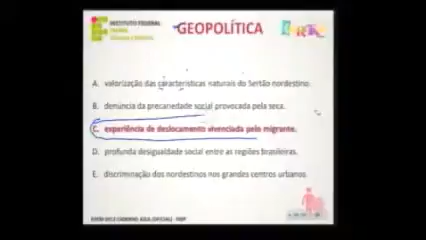 INSTITUTO FEDERAL
GEOPOLÍTICA
A. valorização das características naturais do Sertão nordestino.
B. denúncia da precariedade social provocada pela seca.
C. experiência de deslocamento vivenciada pelo migrante.
D. profunda desigualdade social entre as regiões brasileiras.
E. discriminação dos nordestinos nos grandes centros urbanos.